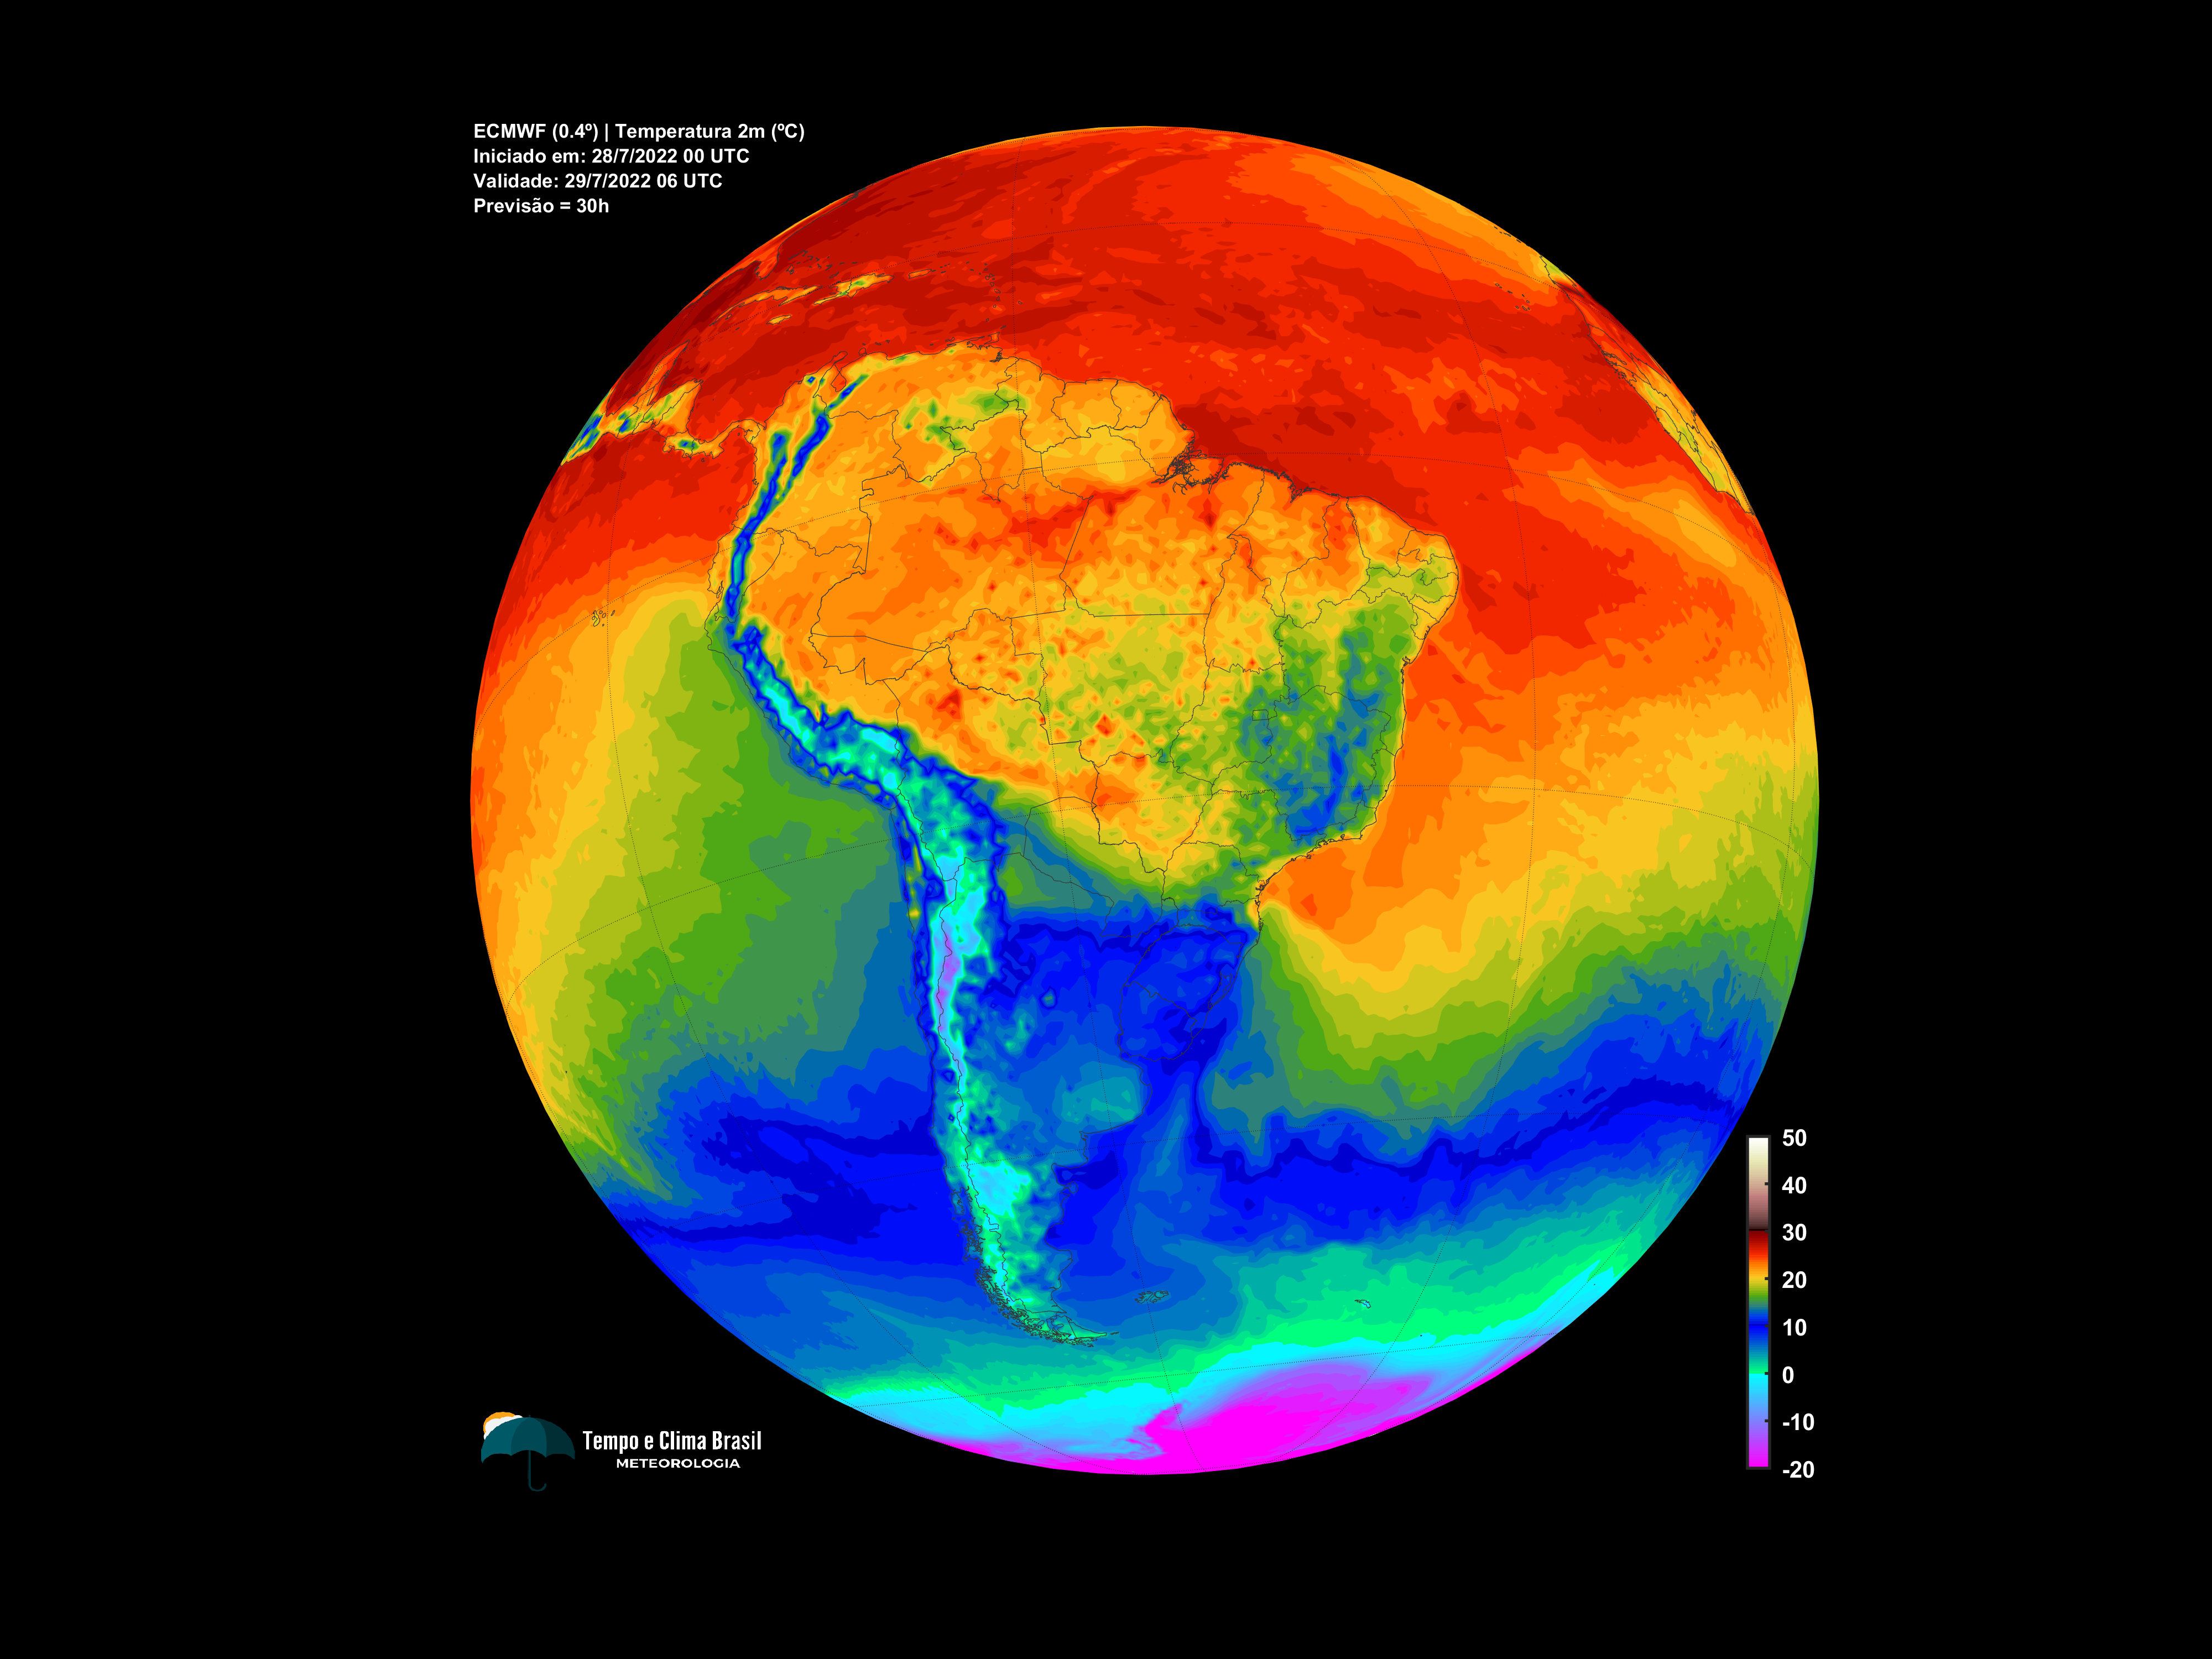 ECMWF (0.4º) | Temperatura 2m (ºC)
Iniciado em: 28/7/2022 00 UTC
Validade: 29/7/2022 06 UTC
Previsão = 30h
50
40
30
20
10
0
-10
-20
Tempo e Clima Brasil
METEOROLOGIA